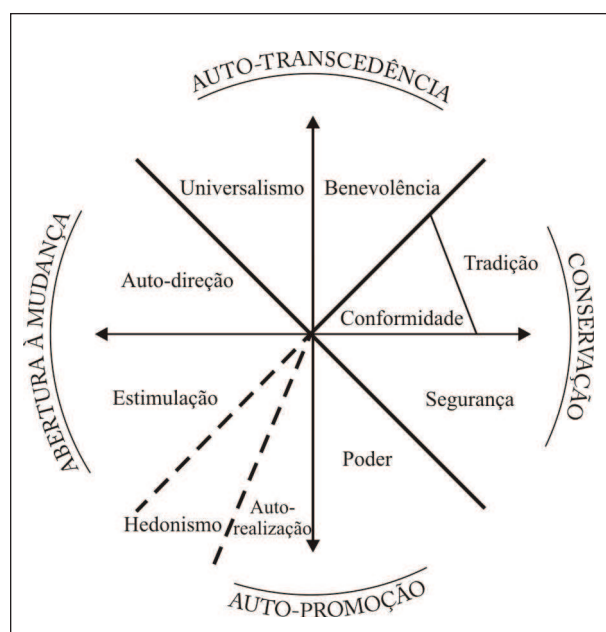 AUTO-TRANSCEDÊNCIA
Universalismo
Benevolência
ABERTURA À MUDANÇA
Auto-direção
Tradição
CONSERVAÇÃO
Conformidade
Estimulação
Segurança
Poder
Hedonismo
Auto-
realização
AUTO-PROMOÇÃO